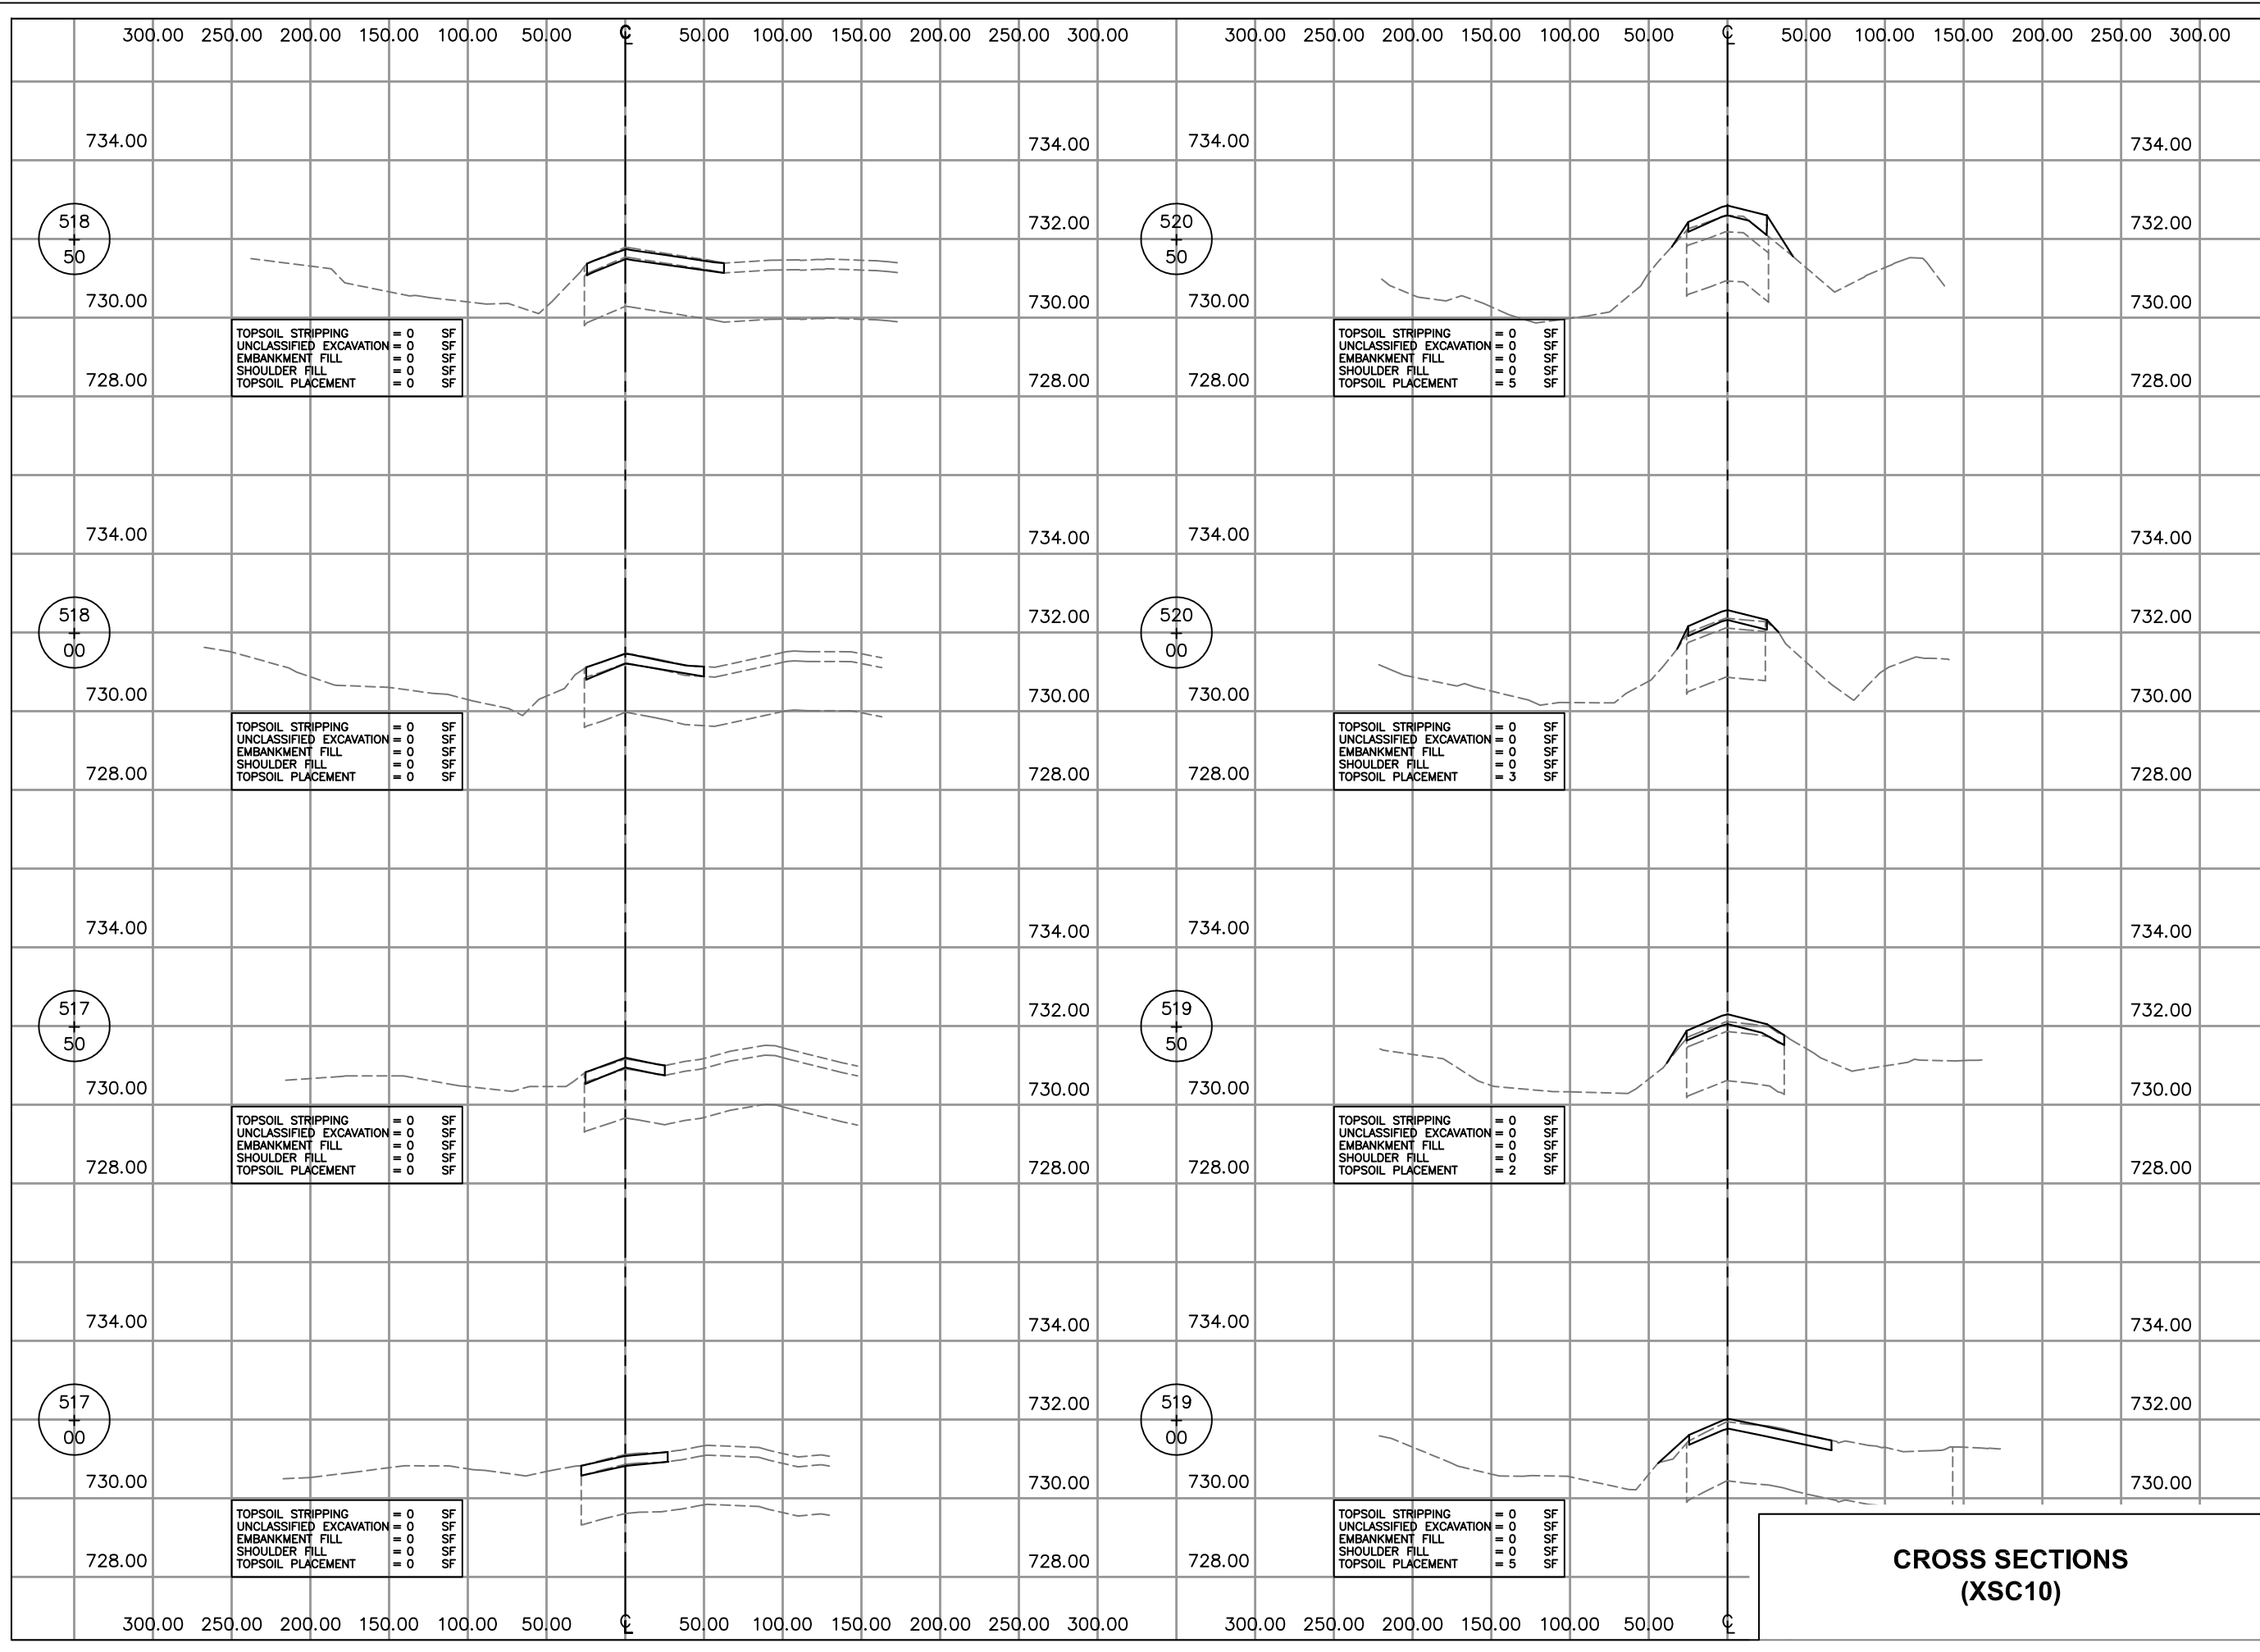 300.00 250.00 200.00 150.00 100.00 50.00 ℄ 50.00 100.00 150.00 200.00 250.00 300.00 300.00 250.00 200.00 150.00 100.00 50.00 ℄ 50.00 100.00 150.00 200.00 250.00 300.00
734.00 734.00 734.00 734.00
518 732.00 520 732.00
50 50
730.00 730.00 730.00 730.00
TOPSOIL STRIPPING = 0 SF
UNCLASSIFIED EXCAVATION = 0 SF
EMBANKMENT FILL = 0 SF
SHOULDER FILL = 0 SF
TOPSOIL PLACEMENT = 0 SF
TOPSOIL STRIPPING = 0 SF
UNCLASSIFIED EXCAVATION = 0 SF
EMBANKMENT FILL = 0 SF
SHOULDER FILL = 0 SF
TOPSOIL PLACEMENT = 5 SF
728.00 728.00 728.00 728.00
734.00 734.00 734.00 734.00
518 732.00 520 732.00
00 00
730.00 730.00 730.00 730.00
TOPSOIL STRIPPING = 0 SF
UNCLASSIFIED EXCAVATION = 0 SF
EMBANKMENT FILL = 0 SF
SHOULDER FILL = 0 SF
TOPSOIL PLACEMENT = 0 SF
TOPSOIL STRIPPING = 0 SF
UNCLASSIFIED EXCAVATION = 0 SF
EMBANKMENT FILL = 0 SF
SHOULDER FILL = 0 SF
TOPSOIL PLACEMENT = 3 SF
728.00 728.00 728.00 728.00
734.00 734.00 734.00 734.00
517 732.00 519 732.00
50 50
730.00 730.00 730.00 730.00
TOPSOIL STRIPPING = 0 SF
UNCLASSIFIED EXCAVATION = 0 SF
EMBANKMENT FILL = 0 SF
SHOULDER FILL = 0 SF
TOPSOIL PLACEMENT = 0 SF
TOPSOIL STRIPPING = 0 SF
UNCLASSIFIED EXCAVATION = 0 SF
EMBANKMENT FILL = 0 SF
SHOULDER FILL = 0 SF
TOPSOIL PLACEMENT = 2 SF
728.00 728.00 728.00 728.00
734.00 734.00 734.00 734.00
517 732.00 519 732.00
00 00
730.00 730.00 730.00 730.00
TOPSOIL STRIPPING = 0 SF
UNCLASSIFIED EXCAVATION = 0 SF
EMBANKMENT FILL = 0 SF
SHOULDER FILL = 0 SF
TOPSOIL PLACEMENT = 0 SF
TOPSOIL STRIPPING = 0 SF
UNCLASSIFIED EXCAVATION = 0 SF
EMBANKMENT FILL = 0 SF
SHOULDER FILL = 0 SF
TOPSOIL PLACEMENT = 5 SF
728.00 728.00 728.00
CROSS SECTIONS
(XSC10)
300.00 250.00 200.00 150.00 100.00 50.00 ℄ 50.00 100.00 150.00 200.00 250.00 300.00 300.00 250.00 200.00 150.00 100.00 50.00 ℄